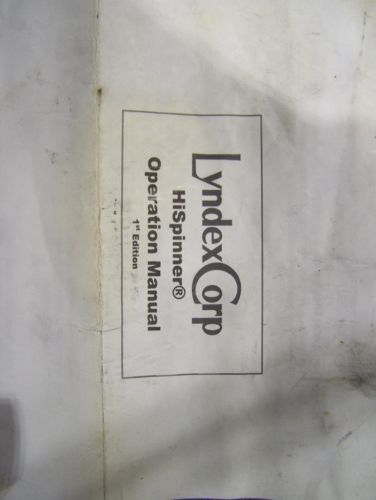 LyndexCorp
HiSpinner®
Operation Manual
1st Edition